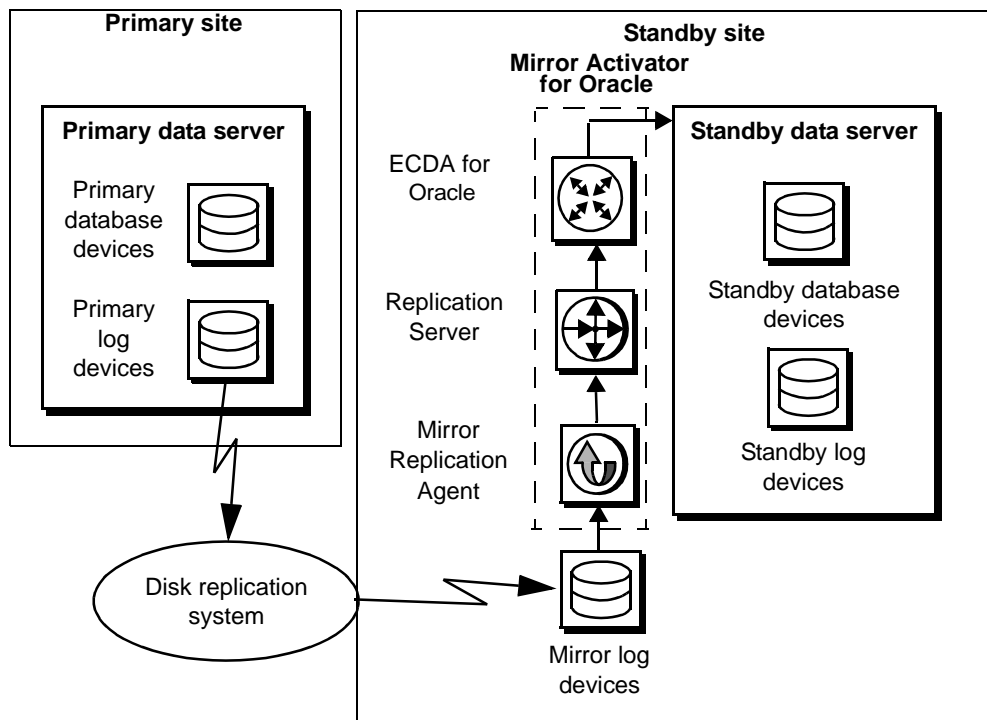 Primary site
Primary data server
Primary
database
devices
Primary
log
devices
Disk replication
system
Standby site
Mirror Activator
for Oracle
ECDA for
Oracle
Replication
Server
Mirror
Replication
Agent
Mirror log
devices
Standby data server
Standby database
devices
Standby log
devices